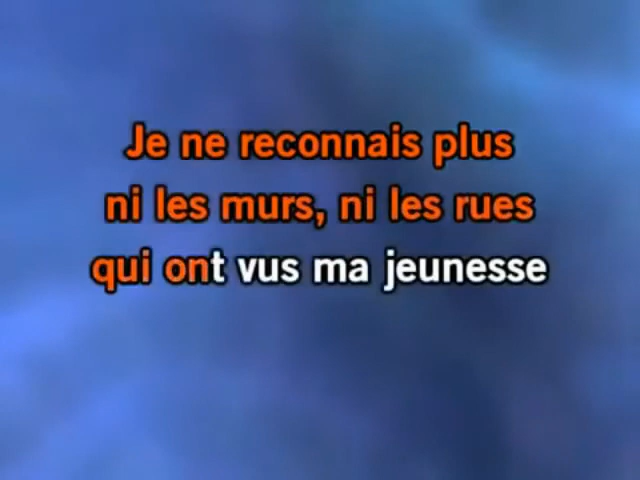 Je ne reconnais plus
ni les murs, ni les rues
qui ont vus ma jeunesse